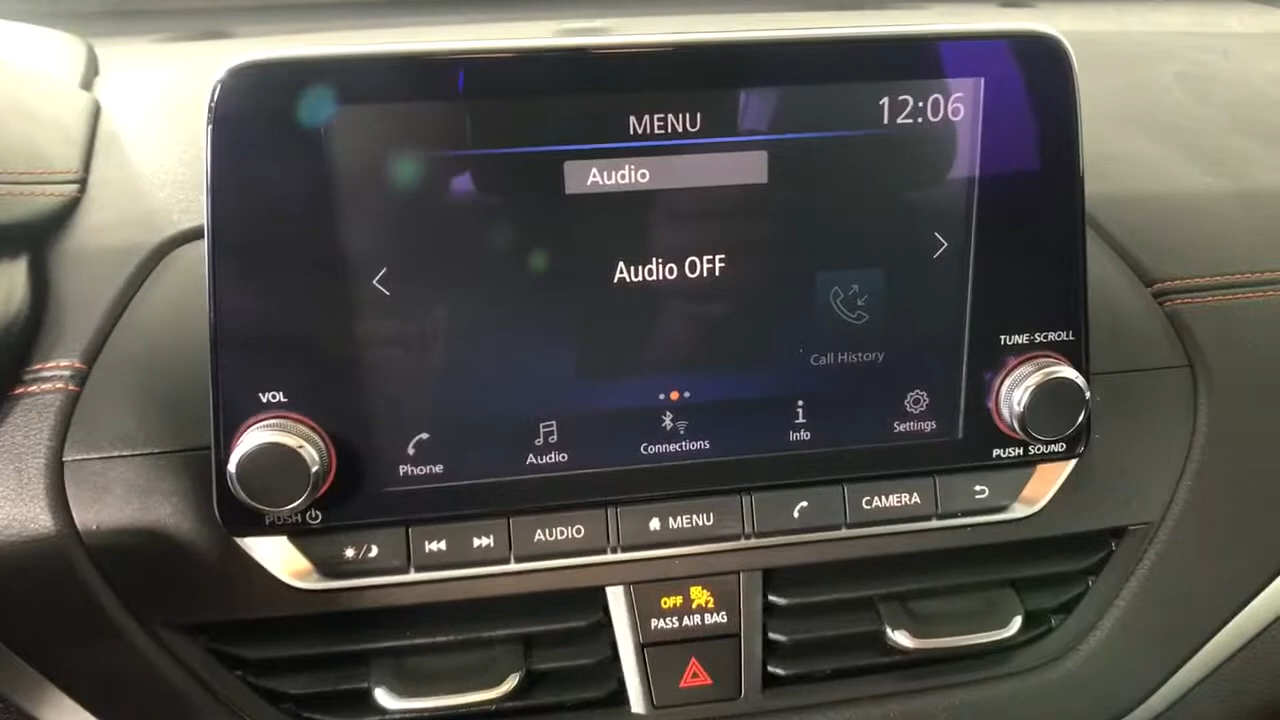 MENU
12:06
Audio
Audio OFF
Call History
TUNE·SCROLL
VOL
Phone
Audio
Connections
Info
Settings
PUSH SOUND
PUSH
AUDIO
MENU
CAMERA
OFF 2
PASS AIR BAG